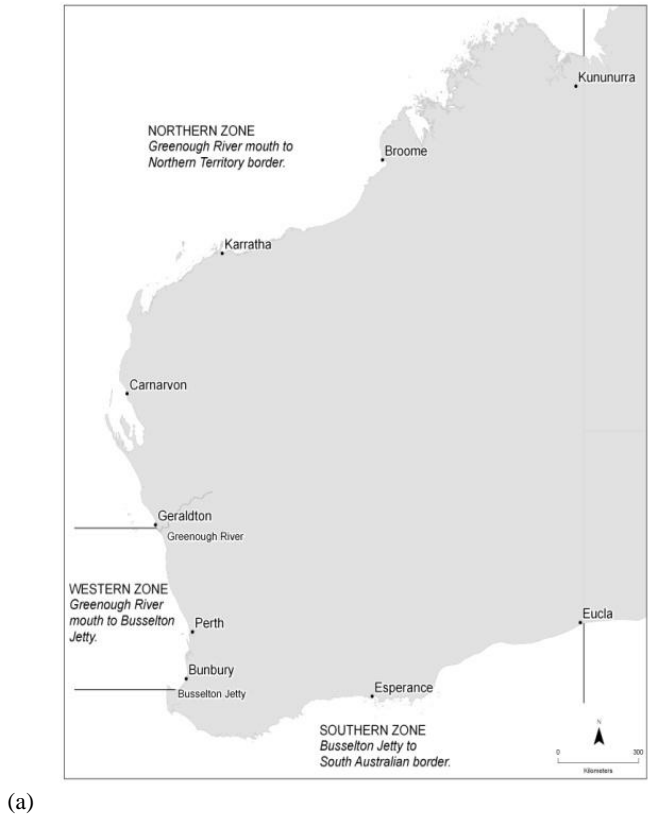 Kununurra
NORTHERN ZONE
Greenough River mouth to
Northern Territory border.
Broome
Karratha
Carnarvon
Geraldton
Greenough River
WESTERN ZONE
Greenough River
mouth to Busselton
Jetty.
Perth
Eucla
Bunbury
Busselton Jetty
Esperance
SOUTHERN ZONE
Busselton Jetty to
South Australian border.
N
0 300
Kilometers
(a)